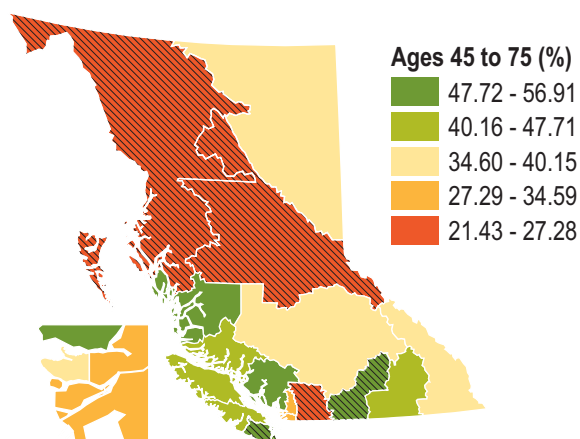 Ages 45 to 75 (%)
47.72 - 56.91
40.16 - 47.71
34.60 - 40.15
27.29 - 34.59
21.43 - 27.28